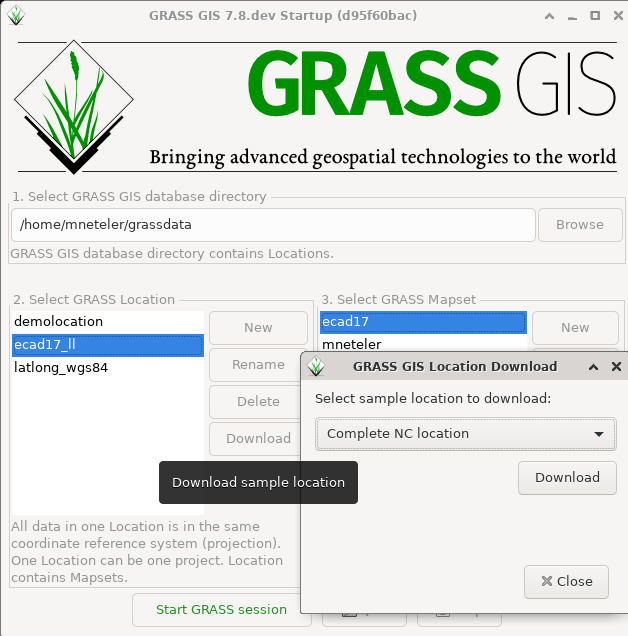 GRASS GIS 7.8.dev Startup (d95f60bac)
GRASS GIS
Bringing advanced geospatial technologies to the world
1. Select GRASS GIS database directory
/home/mneteler/grassdata
Browse
GRASS GIS database directory contains Locations.
2. Select GRASS Location
demolocation
ecad17_ll
latlong_wgs84
New
Rename
Delete
Download
Download sample location
All data in one Location is in the same
coordinate reference system (projection).
One Location can be one project. Location
contains Mapsets.
3. Select GRASS Mapset
ecad17
mneteler
New
GRASS GIS Location Download
Select sample location to download:
Complete NC location
Download
Close
Start GRASS session